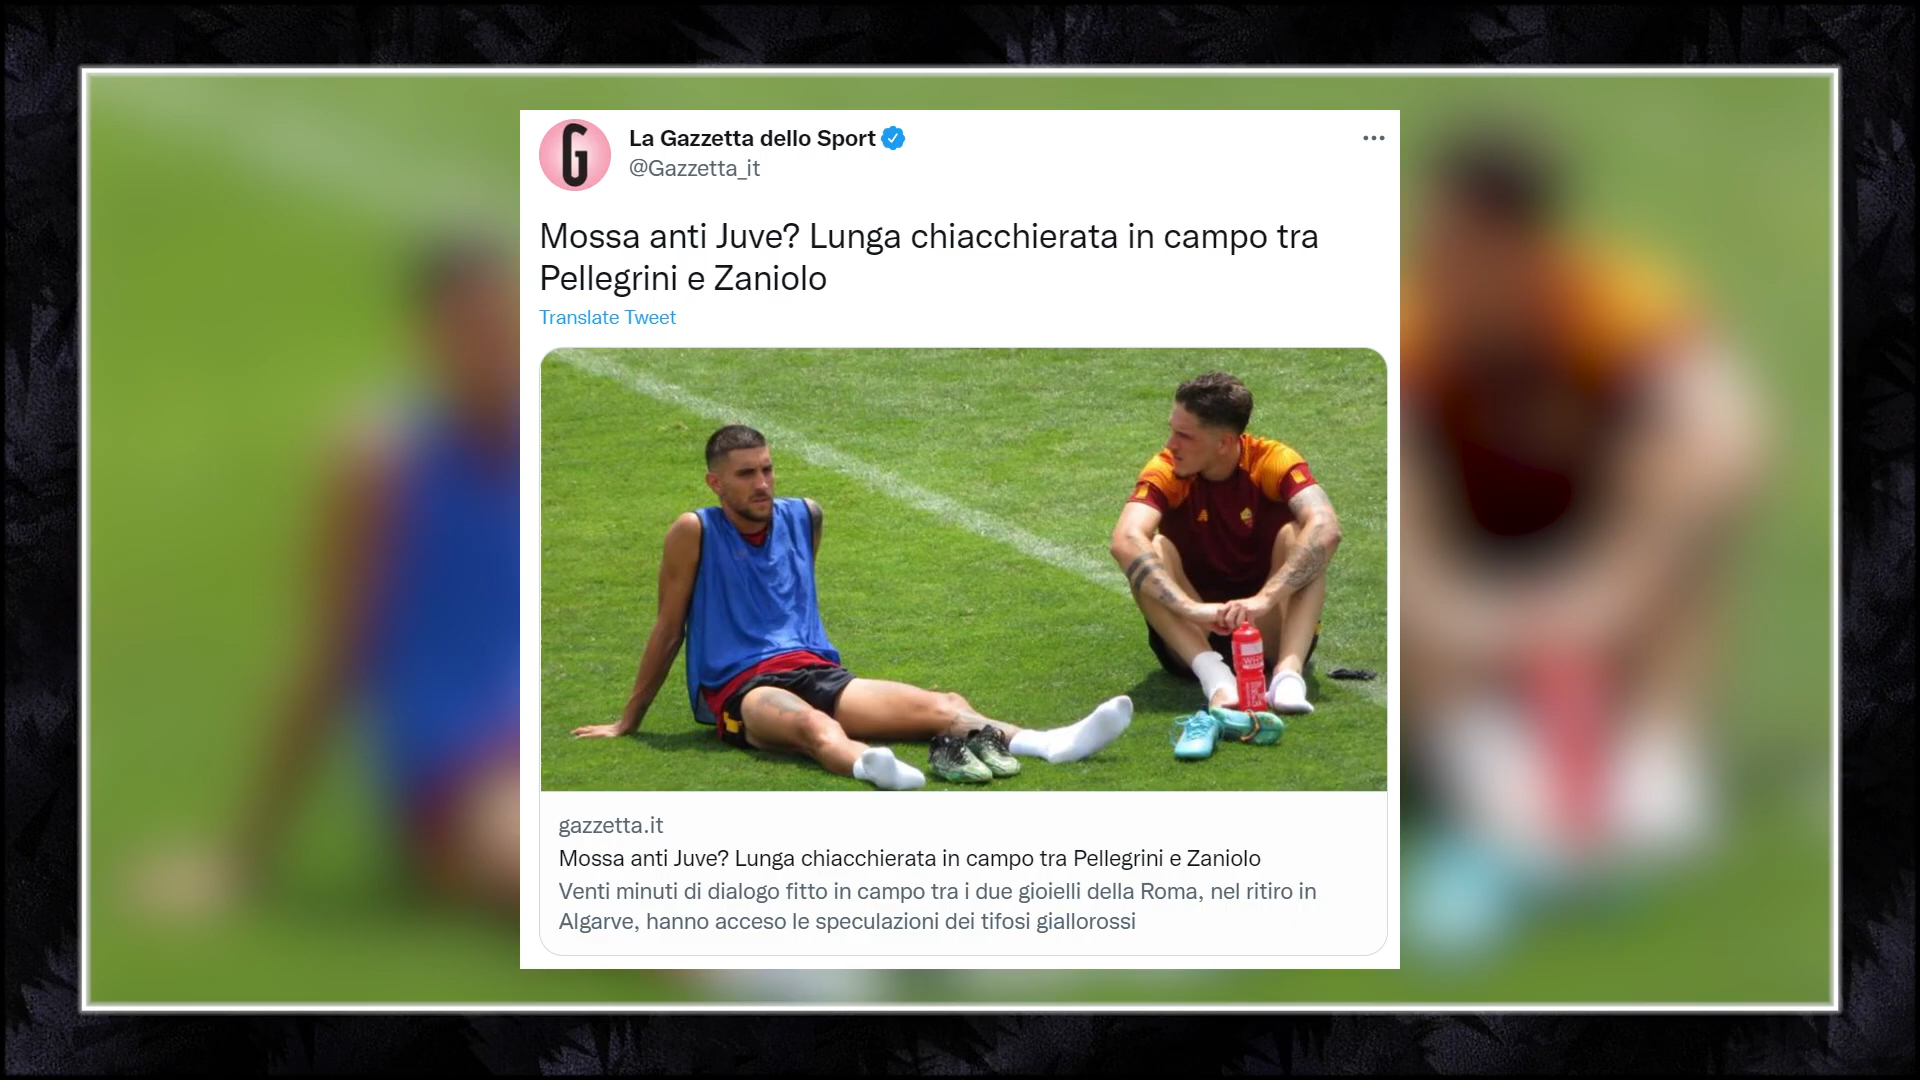 G
La Gazzetta dello Sport
@Gazzetta_it
Mossa anti Juve? Lunga chiacchierata in campo tra
Pellegrini e Zaniolo
Translate Tweet
gazzetta.it
Mossa anti Juve? Lunga chiacchierata in campo tra Pellegrini e Zaniolo
Venti minuti di dialogo fitto in campo tra i due gioielli della Roma, nel ritiro in
Algarve, hanno acceso le speculazioni dei tifosi giallorossi